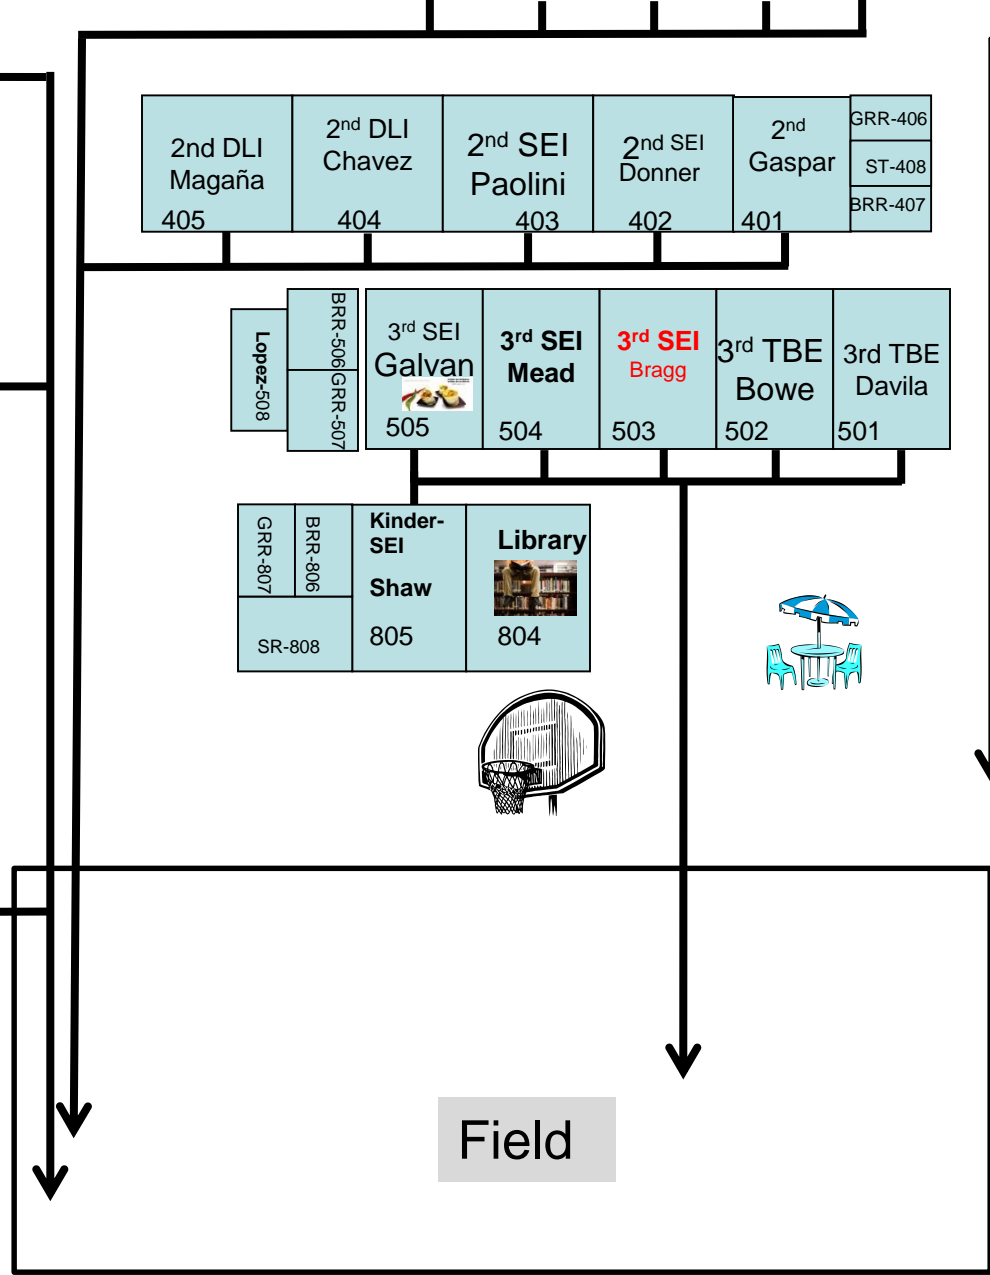 2nd DLI
Magaña
405
2nd DLI
Chavez
404
2nd SEI
Paolini
403
2nd SEI
Donner
402
2nd
Gaspar
401
GRR-406
ST-408
BRR-407
Lopez-508
BRR-506
GRR-507
3rd SEI
Galvan
505
3rd SEI
Mead
504
3rd SEI
Bragg
503
3rd TBE
Bowe
502
3rd TBE
Davila
501
GRR-807
BRR-806
SR-808
Kinder-
SEI
Shaw
805
Library
804
Field